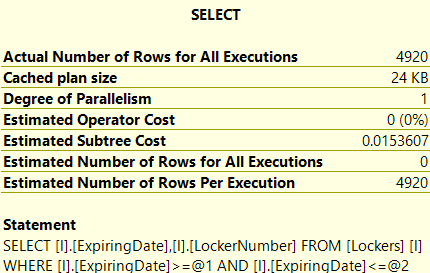 SELECT
Actual Number of Rows for All Executions 4920
Cached plan size 24 KB
Degree of Parallelism 1
Estimated Operator Cost 0 (0%)
Estimated Subtree Cost 0.0153607
Estimated Number of Rows for All Executions 0
Estimated Number of Rows Per Execution 4920
Statement
SELECT [l].[ExpiringDate],[l].[LockerNumber] FROM [Lockers] [l]
WHERE [l].[ExpiringDate]>=@1 AND [l].[ExpiringDate]<=@2